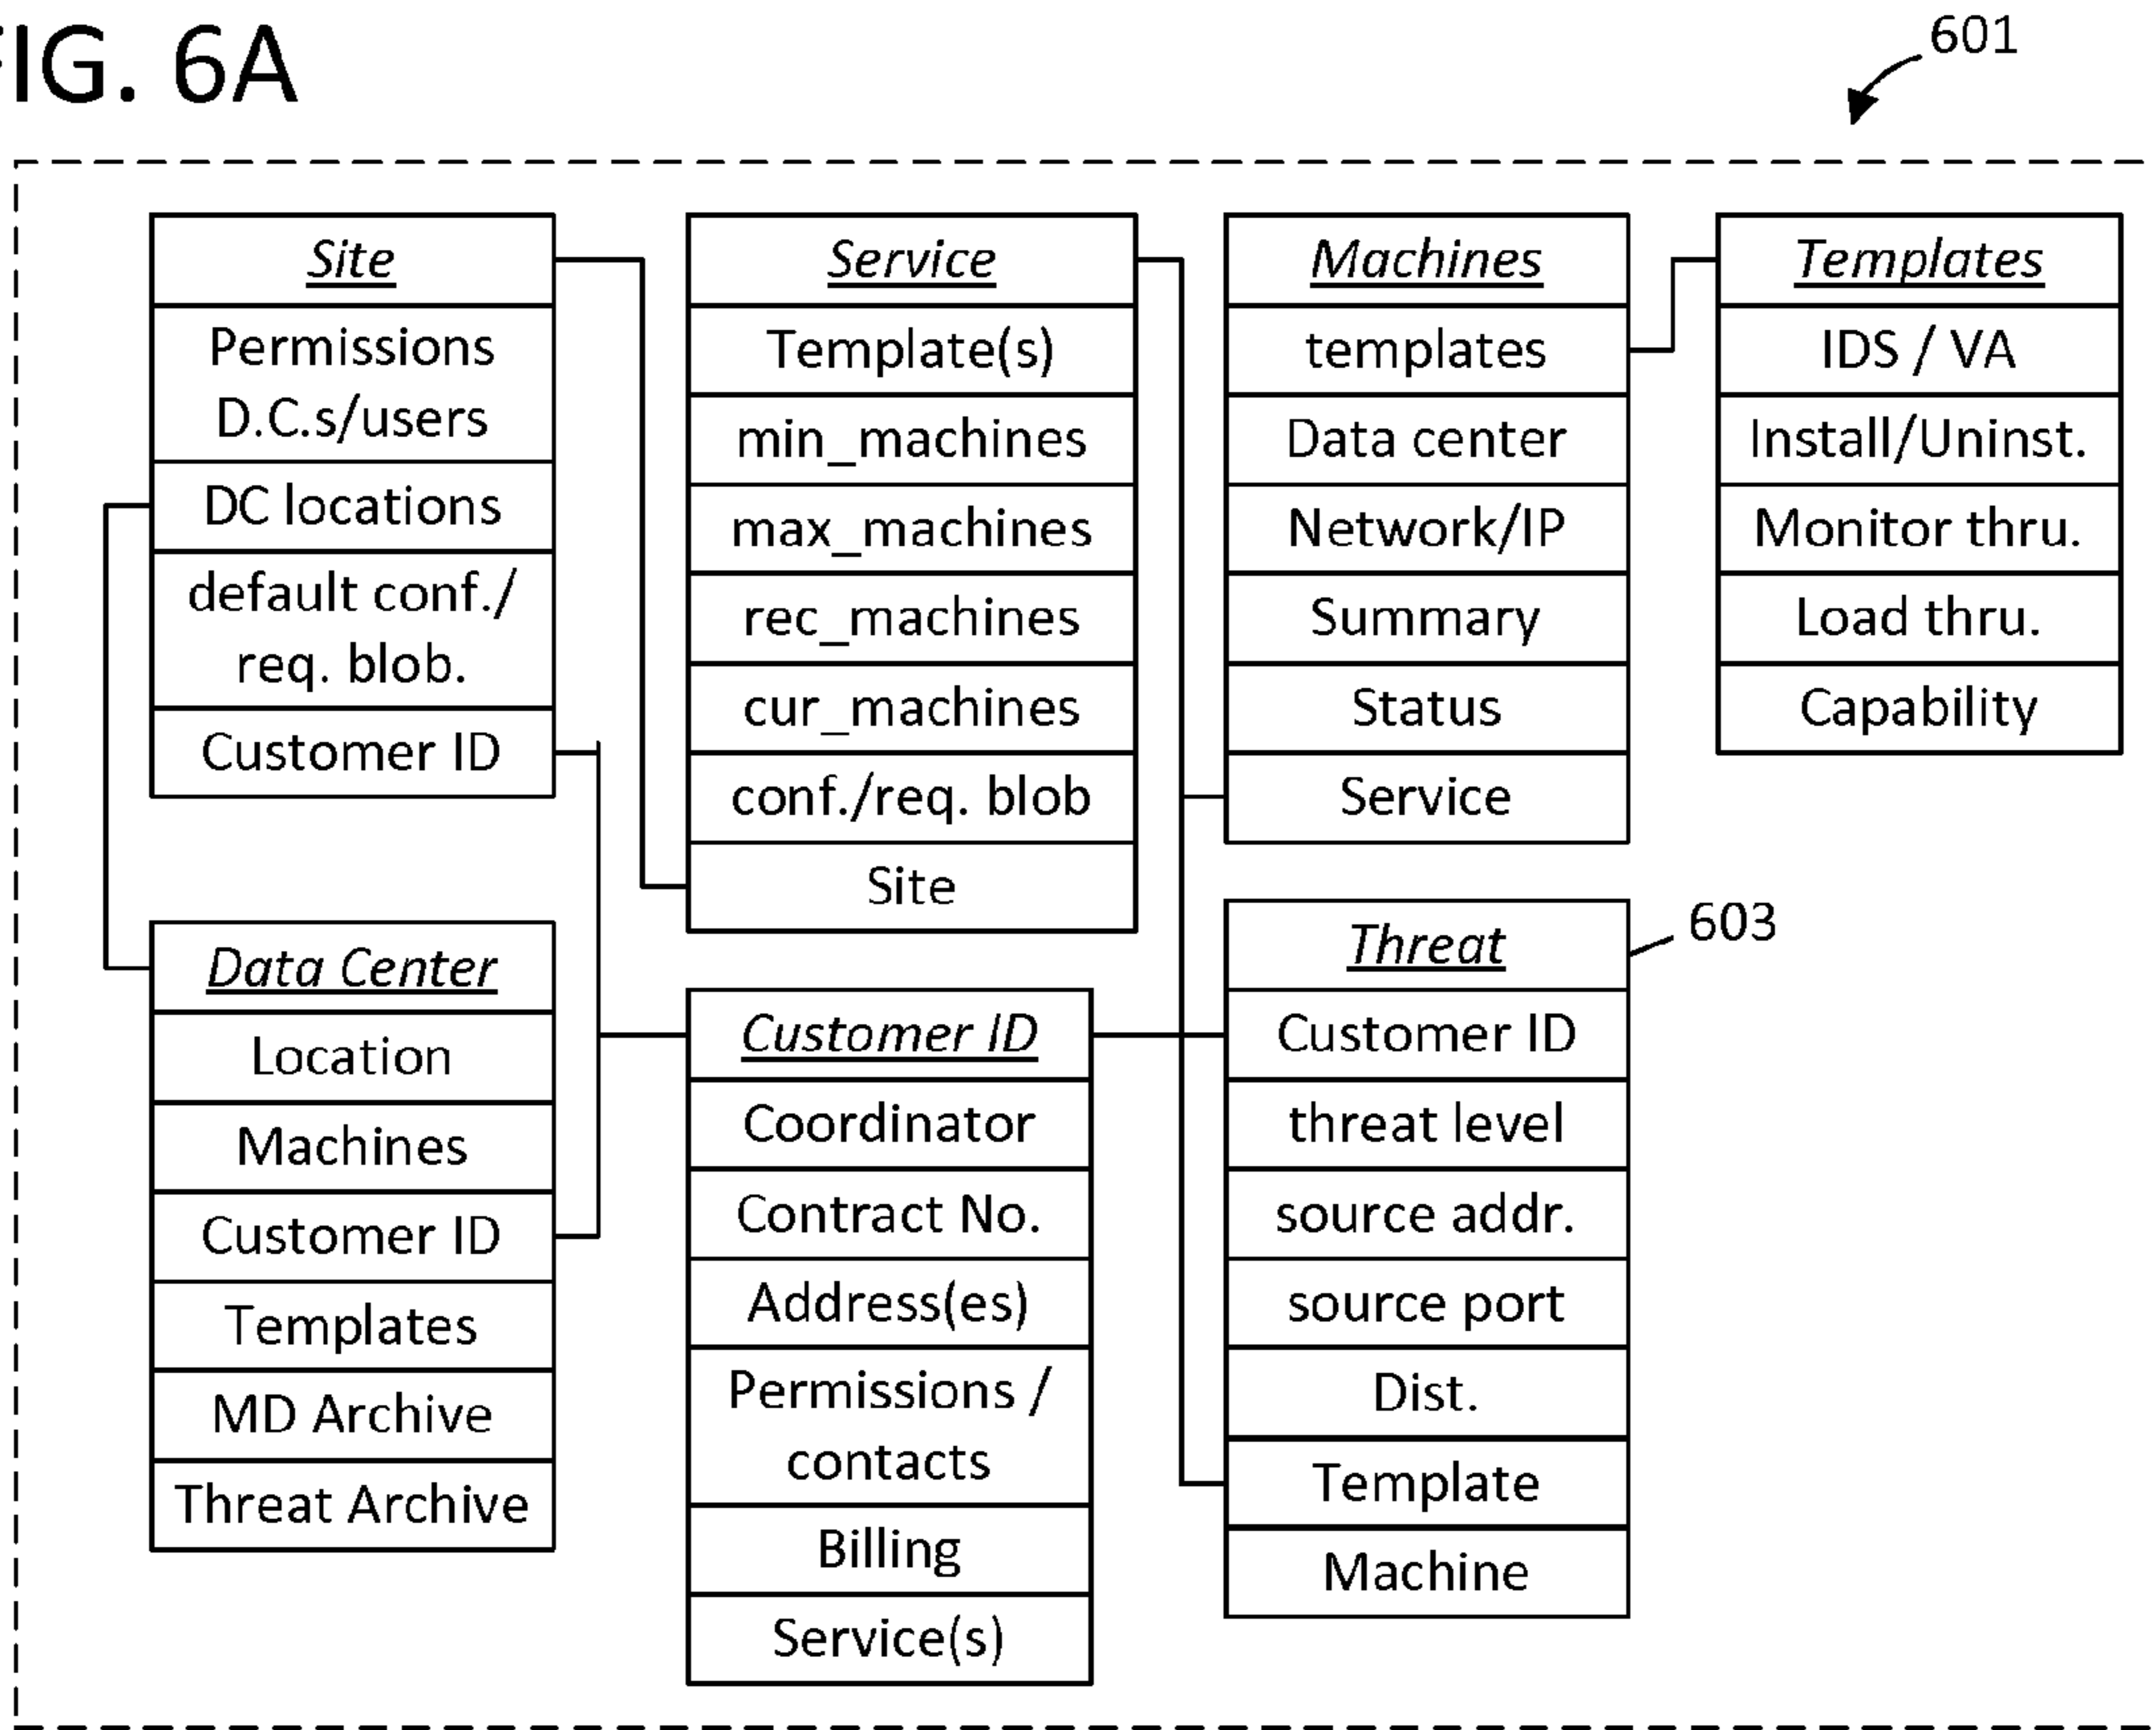 FIG. 6A
601
Site
Permissions
D.C.s/users
DC locations
default conf./
req. blob.
Customer ID
Service
Template(s)
min_machines
max_machines
rec_machines
cur_machines
conf./req. blob
Site
Machines
templates
Data center
Network/IP
Summary
Status
Service
Templates
IDS / VA
Install/Uninst.
Monitor thru.
Load thru.
Capability
Data Center
Location
Machines
Customer ID
Templates
MD Archive
Threat Archive
Customer ID
Coordinator
Contract No.
Address(es)
Permissions /
contacts
Billing
Service(s)
Threat
603
Customer ID
threat level
source addr.
source port
Dist.
Template
Machine